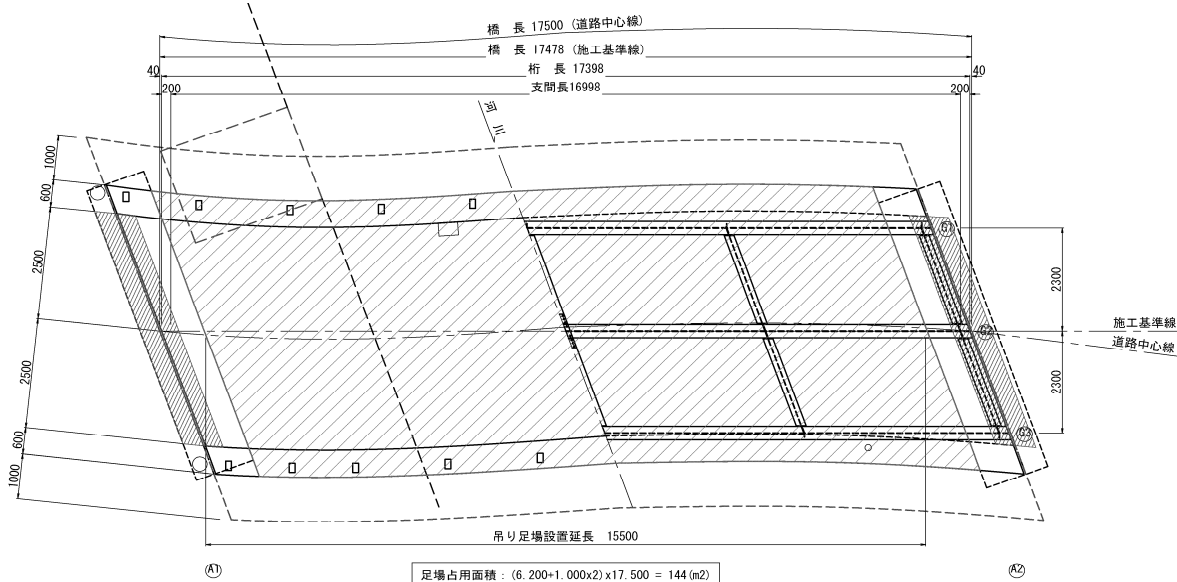 橋 長 17500 (道路中心線)
橋 長 17478 (施工基準線)
40 桁 長 17398 40
200 支間長16998 200
河川
1000
600
2500
2500
600
1000
G1
G2
G3
2300
2300
施工基準線
道路中心線
吊り足場設置延長 15500
A1 A2
足場占用面積 : (6.200+1.000x2)x17.500 = 144(m2)